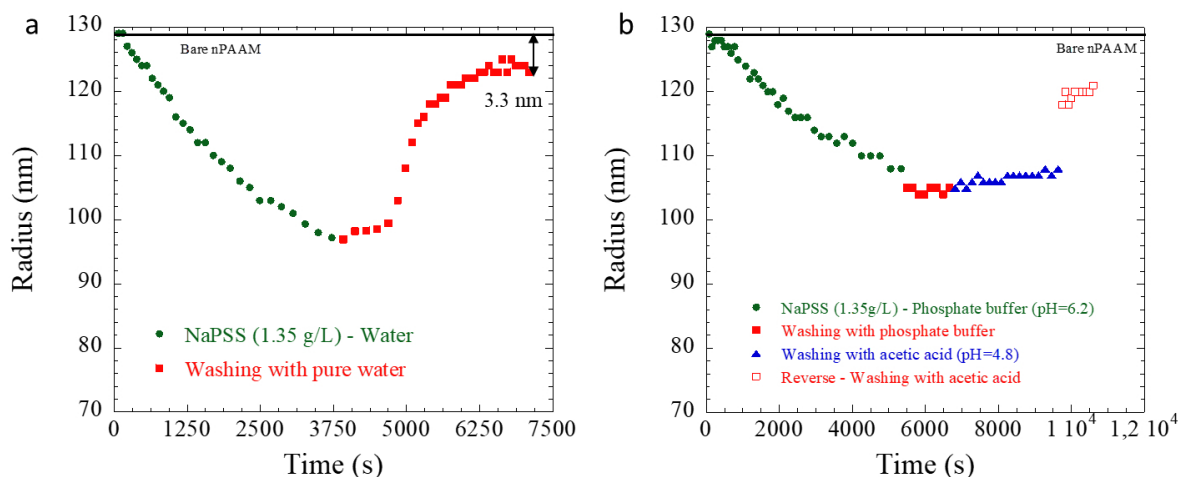 a
130
120
110
100
90
80
70
Radius (nm)
Bare nPAAM
3.3 nm
NaPSS (1.35 g/L) - Water
Washing with pure water
0 1250 2500 3750 5000 6250 7500
Time (s)
b
130
120
110
100
90
80
70
Radius (nm)
Bare nPAAM
NaPSS (1.35g/L) - Phosphate buffer (pH=6.2)
Washing with phosphate buffer
Washing with acetic acid (pH=4.8)
Reverse - Washing with acetic acid
0 2000 4000 6000 8000 1 10⁴ 1,2 10⁴
Time (s)